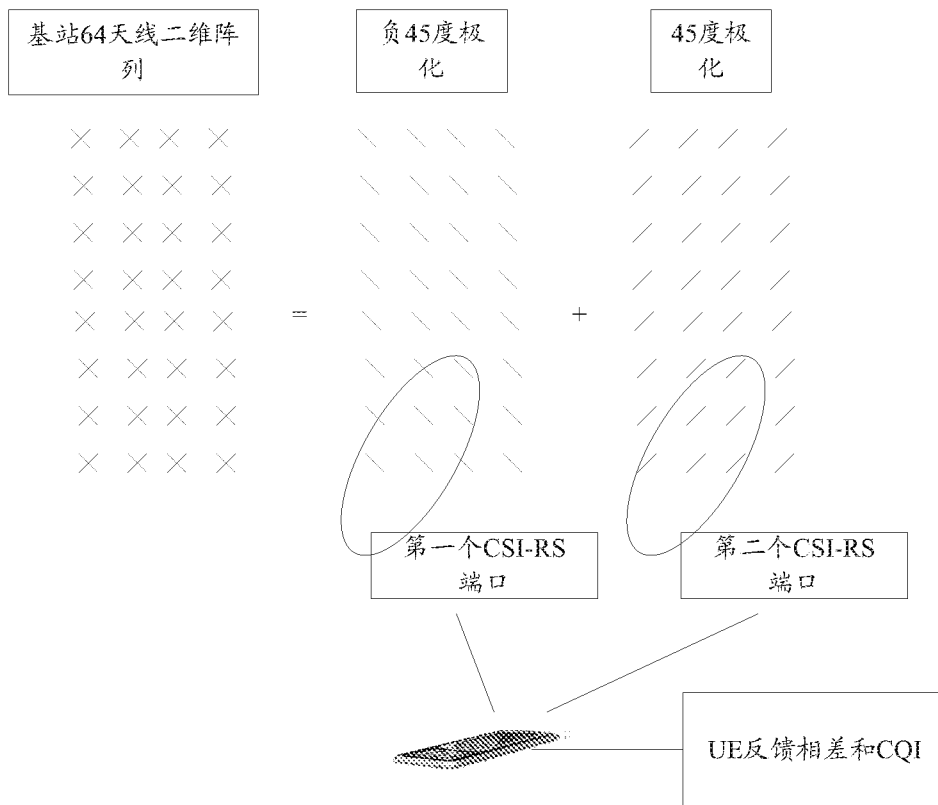 基站64天线二维阵
列
负45度极
化
45度极
化
=
+
第一个CSI-RS
端口
第二个CSI-RS
端口
UE反馈相差和CQI